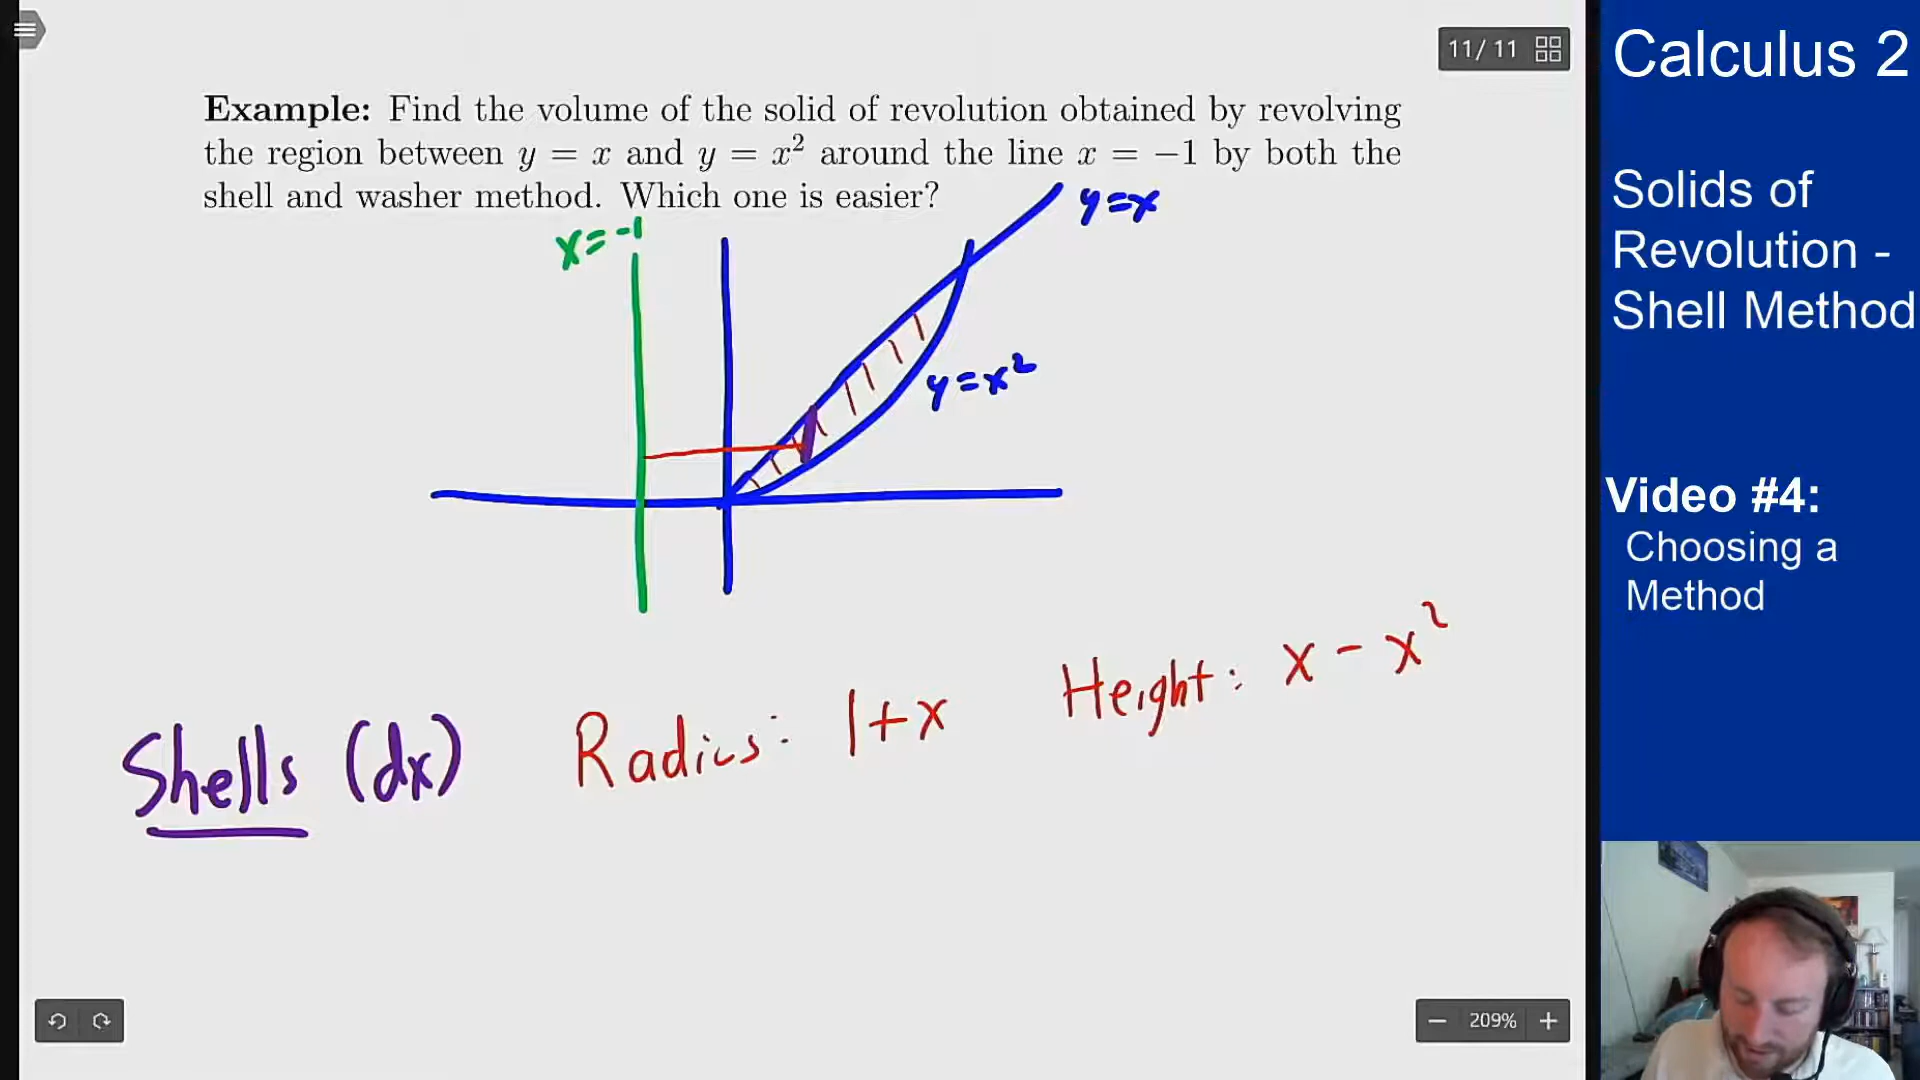 11/ 11
Example: Find the volume of the solid of revolution obtained by revolving
the region between y = x and y = x² around the line x = −1 by both the
shell and washer method. Which one is easier?
x=-1
y=x
y=x²
Shells (dx)
Radius: 1+x
Height: x - x²
209%
Calculus 2
Solids of
Revolution -
Shell Method
Video #4:
Choosing a
Method